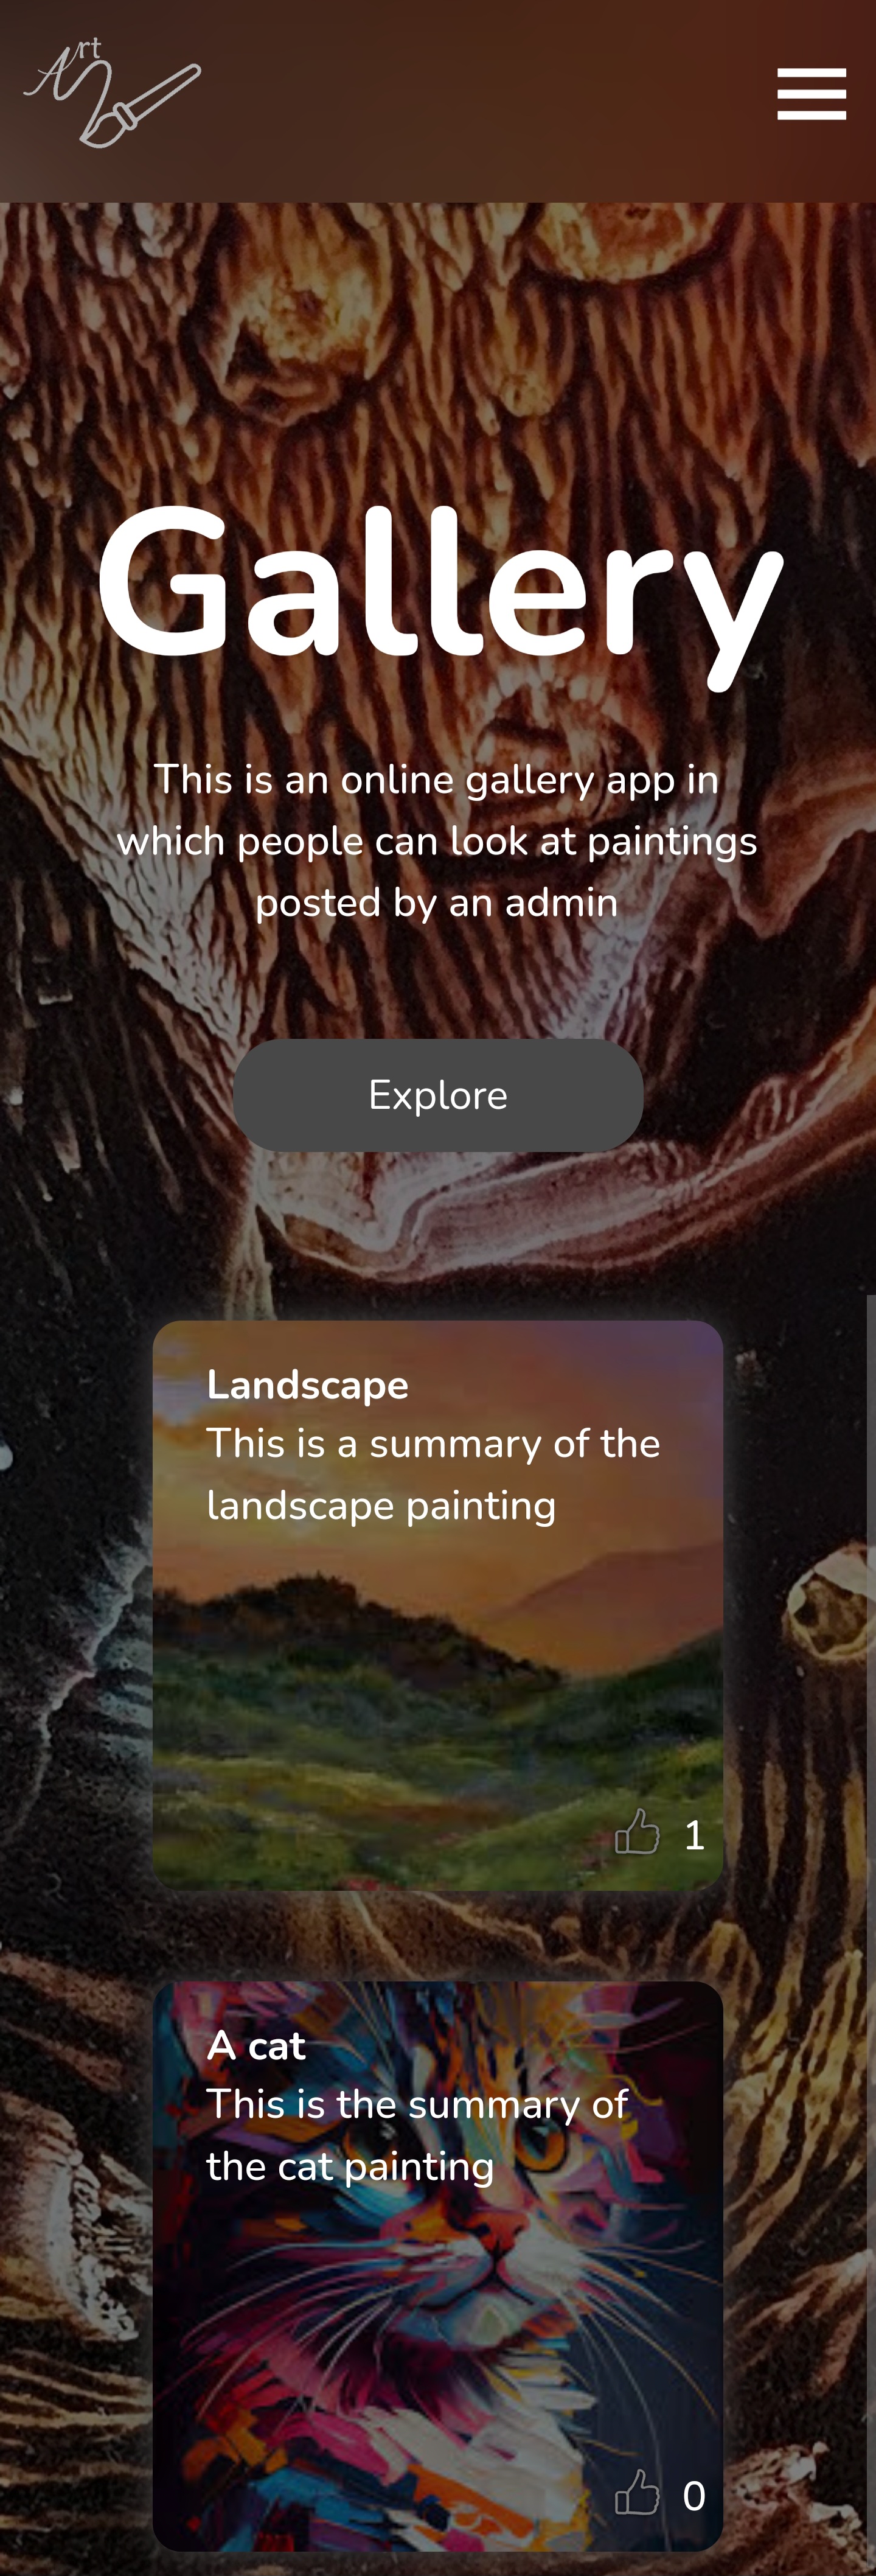 Art
Gallery
This is an online gallery app in
which people can look at paintings
posted by an admin
Explore
Landscape
This is a summary of the
landscape painting
1
A cat
This is the summary of
the cat painting
0